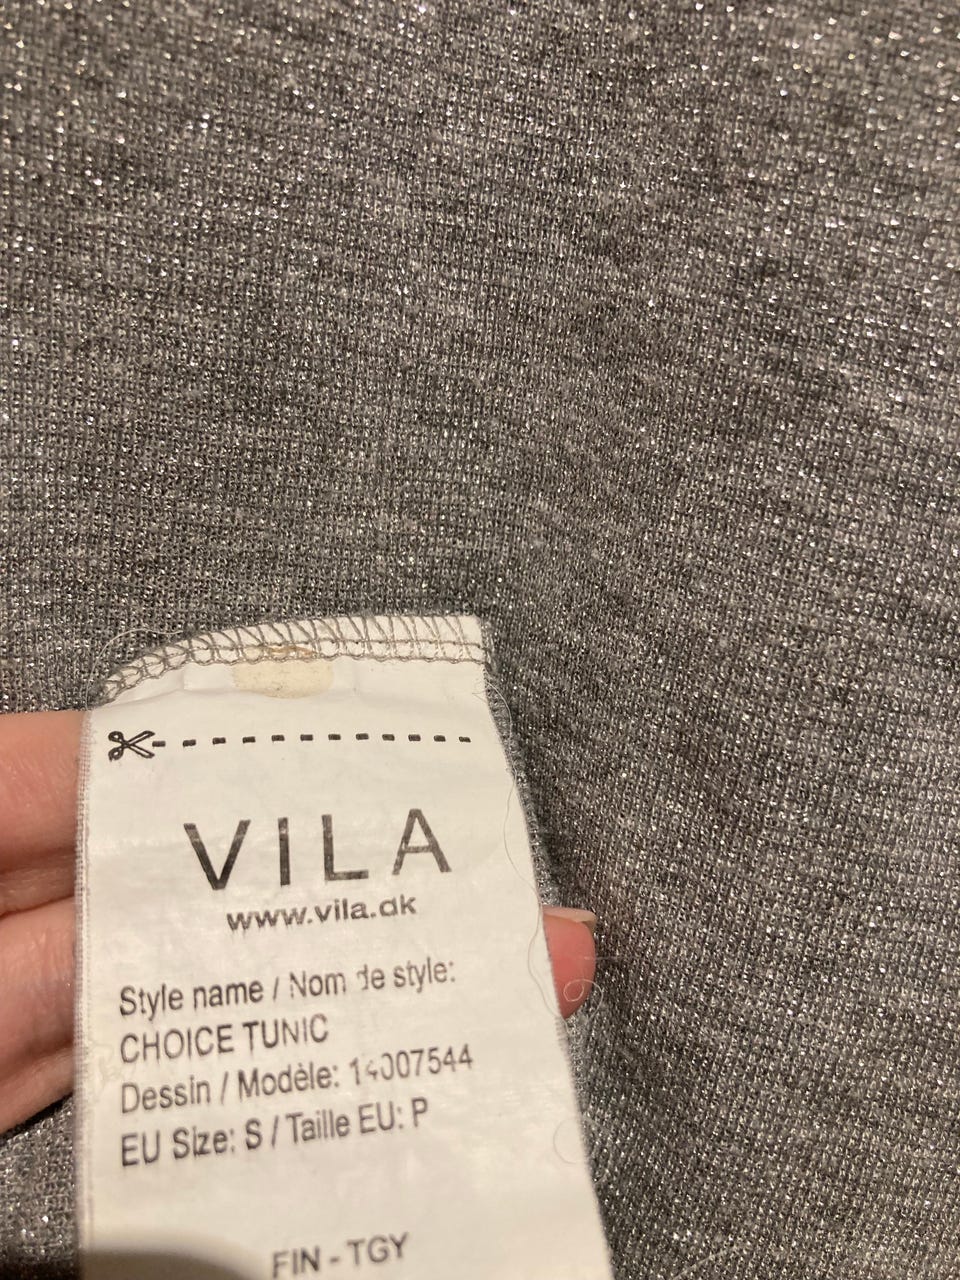 VILA
www.vila.dk
Style name / Nom de style:
CHOICE TUNIC
Dessin / Modèle: 14007544
EU Size: S / Taille EU: P
FIN - TGY